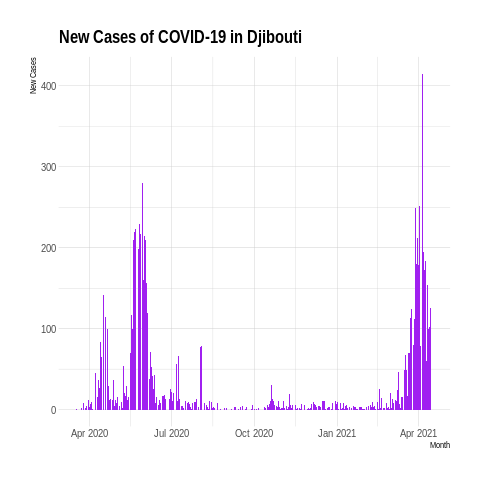 New Cases of COVID-19 in Djibouti
New Cases
400
300
200
100
0
Apr 2020
Jul 2020
Oct 2020
Jan 2021
Apr 2021
Month